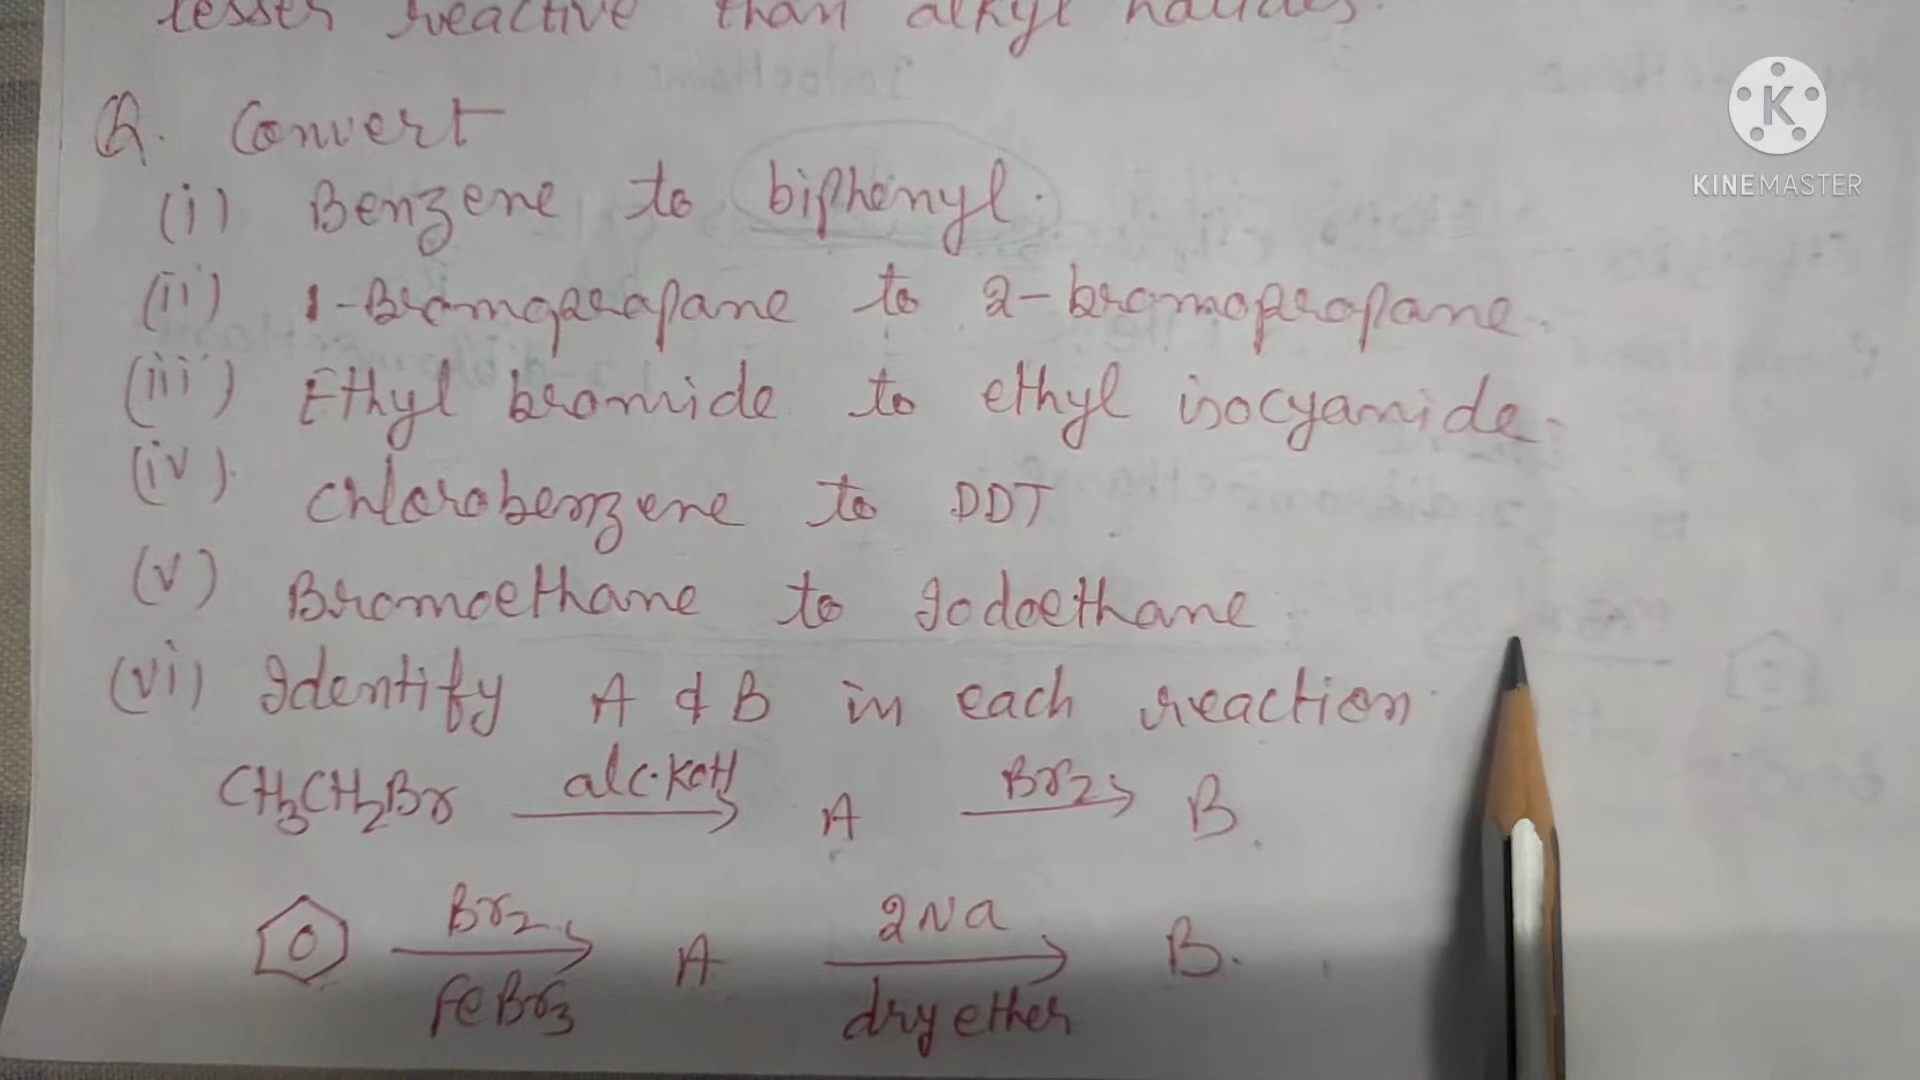 lesser reactive than alkyl halides.
Q. Convert
(i) Benzene to biphenyl.
(ii) 1-Bromopropane to 2-bromopropane.
(iii) Ethyl bromide to ethyl isocyanide.
(iv). Chlorobenzene to DDT
(v) Bromoethane to Iodoethane
(vi) Identify A & B in each reaction.
CH3CH2Br alc.KOH A Br2 B.
Br2 2Na
A B.
FeBr3 dry ether
K
KINEMASTER